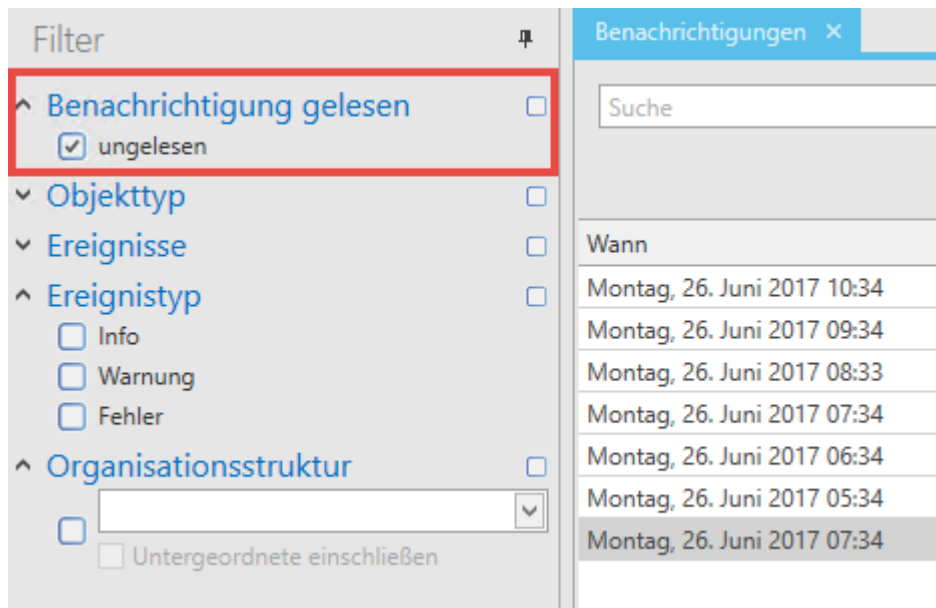 Filter
Benachrichtigung gelesen
ungelesen
Objekttyp
Ereignisse
Ereignistyp
Info
Warnung
Fehler
Organisationsstruktur
Untergeordnete einschließen
Benachrichtigungen ×
Suche
Wann
Montag, 26. Juni 2017 10:34
Montag, 26. Juni 2017 09:34
Montag, 26. Juni 2017 08:33
Montag, 26. Juni 2017 07:34
Montag, 26. Juni 2017 06:34
Montag, 26. Juni 2017 05:34
Montag, 26. Juni 2017 07:34